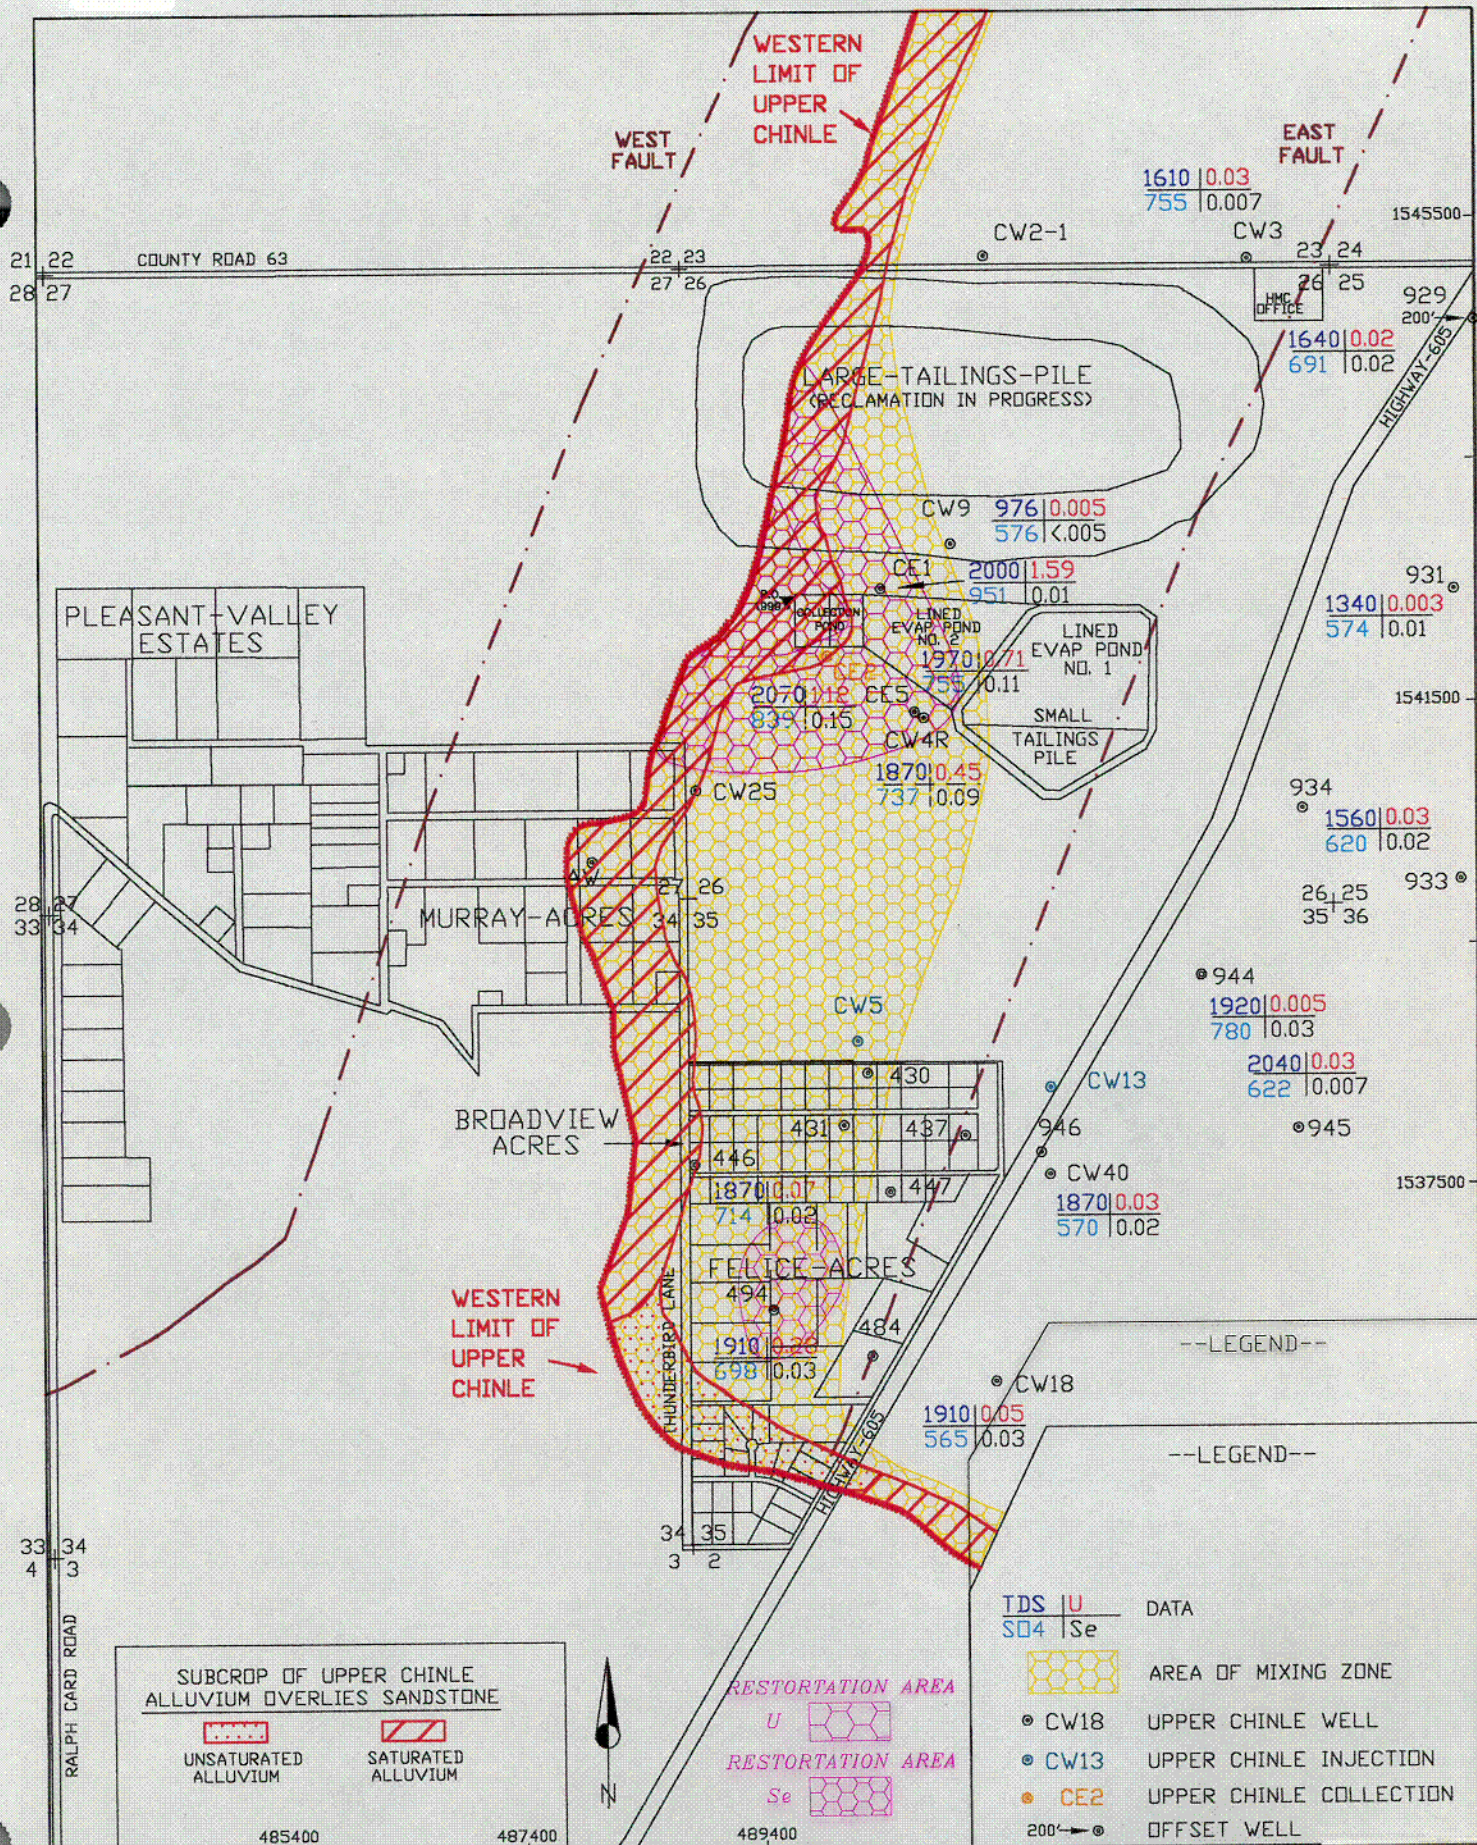 WESTERN
LIMIT OF
UPPER
CHINLE
WEST
FAULT
EAST
FAULT
1610 0.03
755 0.007
1545500
CW2-1
CW3
21 22
28 27
COUNTY ROAD 63
22 23
27 26
23 24
26 25
HMC
OFFICE
929
200'
1640 0.02
691 0.02
HIGHWAY-605
LARGE-TAILINGS-PILE
(RECLAMATION IN PROGRESS)
CW9
976 0.005
576 <.005
CE1
2000 1.59
951 0.01
931
1340 0.003
574 0.01
PLEASANT-VALLEY
ESTATES
COLLECTION
POND
LINED
EVAP POND
NO. 2
LINED
EVAP POND
NO. 1
CE2
1970 0.71
755 0.11
2070 1.12
839 0.15
CE5
1541500
SMALL
TAILINGS
PILE
CW4R
1870 0.45
737 0.09
CW25
934
1560 0.03
620 0.02
AW
27 26
34 35
28 27
33 34
MURRAY-ACRES
933
26 25
35 36
944
1920 0.005
780 0.03
CW5
2040 0.03
622 0.007
430
CW13
BROADVIEW
ACRES
431
437
946
945
446
CW40
1870 0.07
714 0.02
447
1537500
1870 0.03
570 0.02
FELICE-ACRES
494
THUNDERBIRD LANE
WESTERN
LIMIT OF
UPPER
CHINLE
484
1910 0.26
698 0.03
--LEGEND--
CW18
1910 0.05
565 0.03
HIGHWAY-605
--LEGEND--
34 35
3 2
33 34
4 3
RALPH CARD ROAD
SUBCROP OF UPPER CHINLE
ALLUVIUM OVERLIES SANDSTONE
UNSATURATED
ALLUVIUM
SATURATED
ALLUVIUM
N
RESTORTATION AREA
U
RESTORTATION AREA
Se
TDS U
SO4 Se
DATA
AREA OF MIXING ZONE
CW18 UPPER CHINLE WELL
CW13 UPPER CHINLE INJECTION
CE2 UPPER CHINLE COLLECTION
200' OFFSET WELL
485400
487400
489400